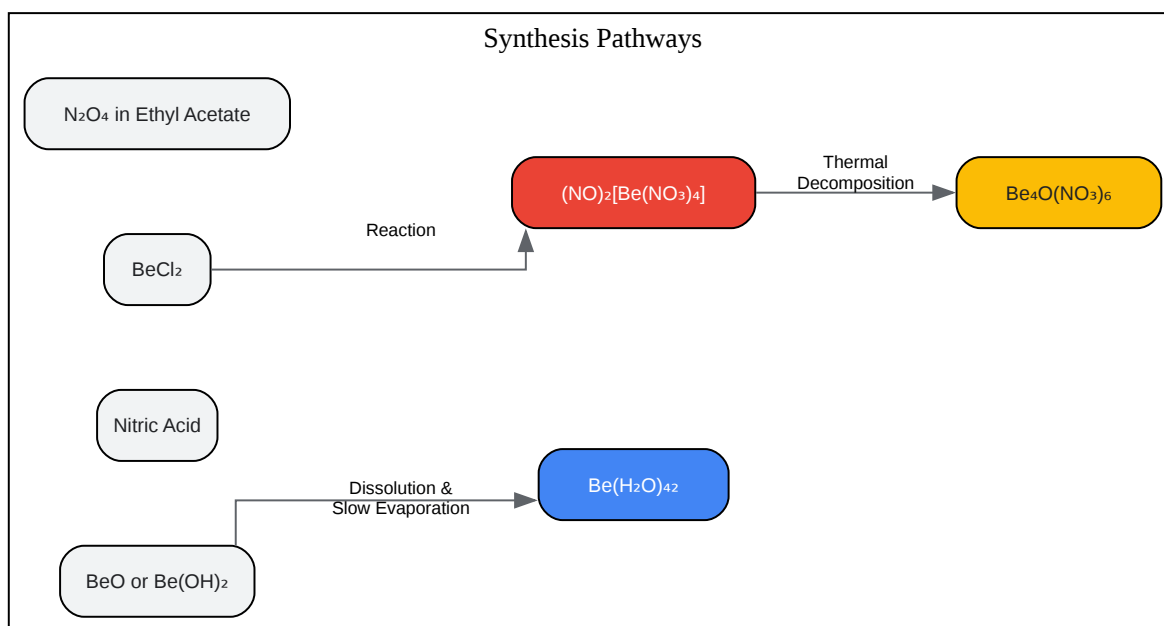 Synthesis Pathways
N₂O₄ in Ethyl Acetate
(NO)₂[Be(NO₃)₄]
Thermal
Decomposition
Be₄O(NO₃)₆
Reaction
BeCl₂
Nitric Acid
Dissolution &
Slow Evaporation
Be(H₂O)₄₂
BeO or Be(OH)₂